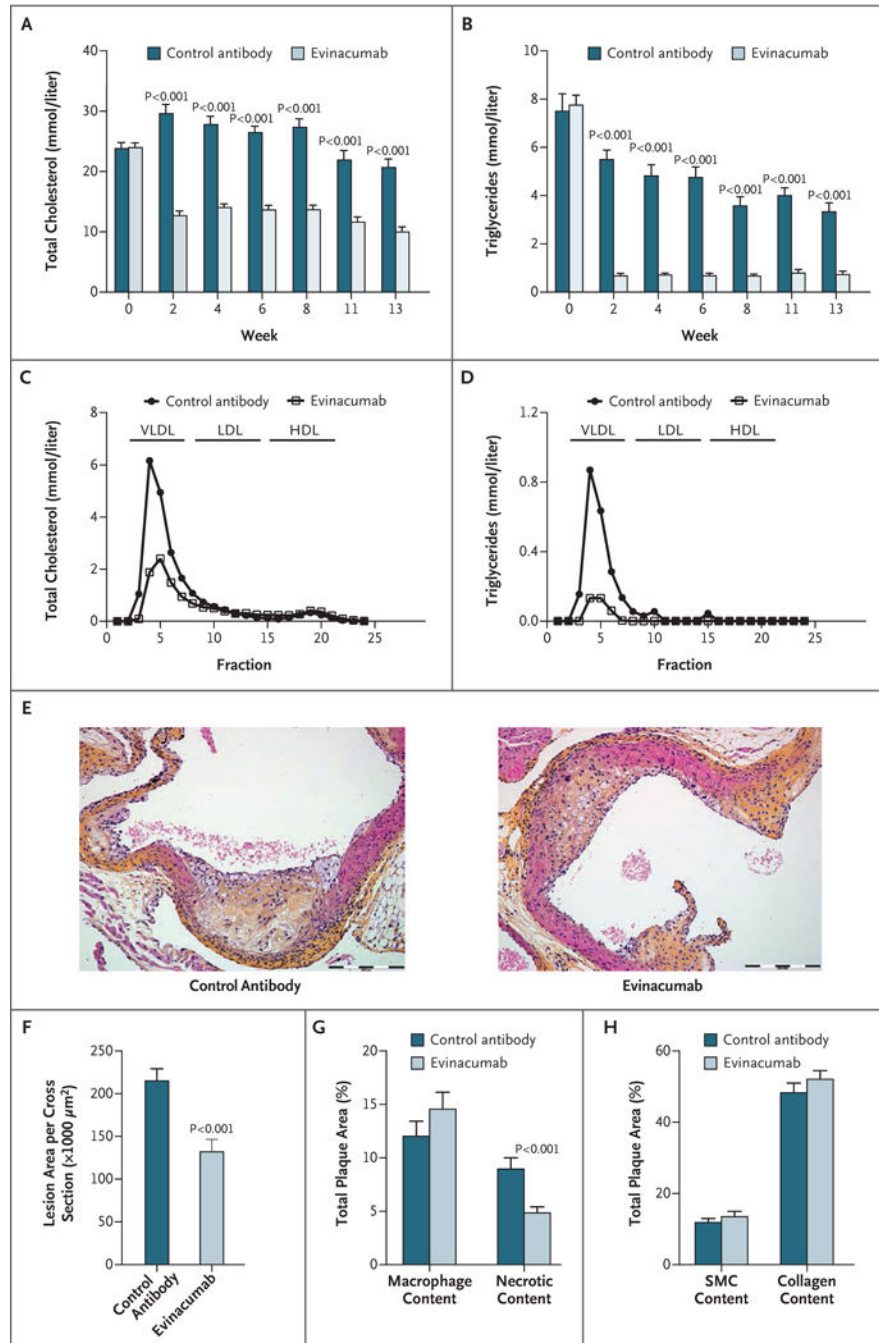 A
Control antibody
Evinacumab
Total Cholesterol (mmol/liter)
40
30
20
10
0
P<0.001
P<0.001
P<0.001
P<0.001
P<0.001
P<0.001
0 2 4 6 8 11 13
Week
B
Control antibody
Evinacumab
Triglycerides (mmol/liter)
10
8
6
4
2
0
P<0.001
P<0.001
P<0.001
P<0.001
P<0.001
P<0.001
0 2 4 6 8 11 13
Week
C
Control antibody
Evinacumab
VLDL LDL HDL
Total Cholesterol (mmol/liter)
6
4
2
0
0 5 10 15 20 25
Fraction
D
Control antibody
Evinacumab
VLDL LDL HDL
Triglycerides (mmol/liter)
1.2
0.8
0.4
0.0
0 5 10 15 20 25
Fraction
E
Control Antibody
Evinacumab
F
Lesion Area per Cross
Section (×1000 μm²)
250
200
150
100
50
0
P<0.001
Control
Antibody
Evinacumab
G
Control antibody
Evinacumab
Total Plaque Area (%)
20
15
10
5
0
P<0.001
Macrophage
Content
Necrotic
Content
H
Control antibody
Evinacumab
Total Plaque Area (%)
60
40
20
0
SMC
Content
Collagen
Content